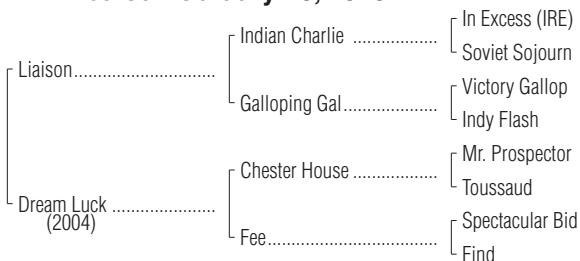 In Excess (IRE)
Indian Charlie ....................
Soviet Sojourn
Liaison.................................
Victory Gallop
Galloping Gal......................
Indy Flash
Mr. Prospector
Chester House ....................
Toussaud
Dream Luck ........................
(2004)
Spectacular Bid
Fee........................................
Find